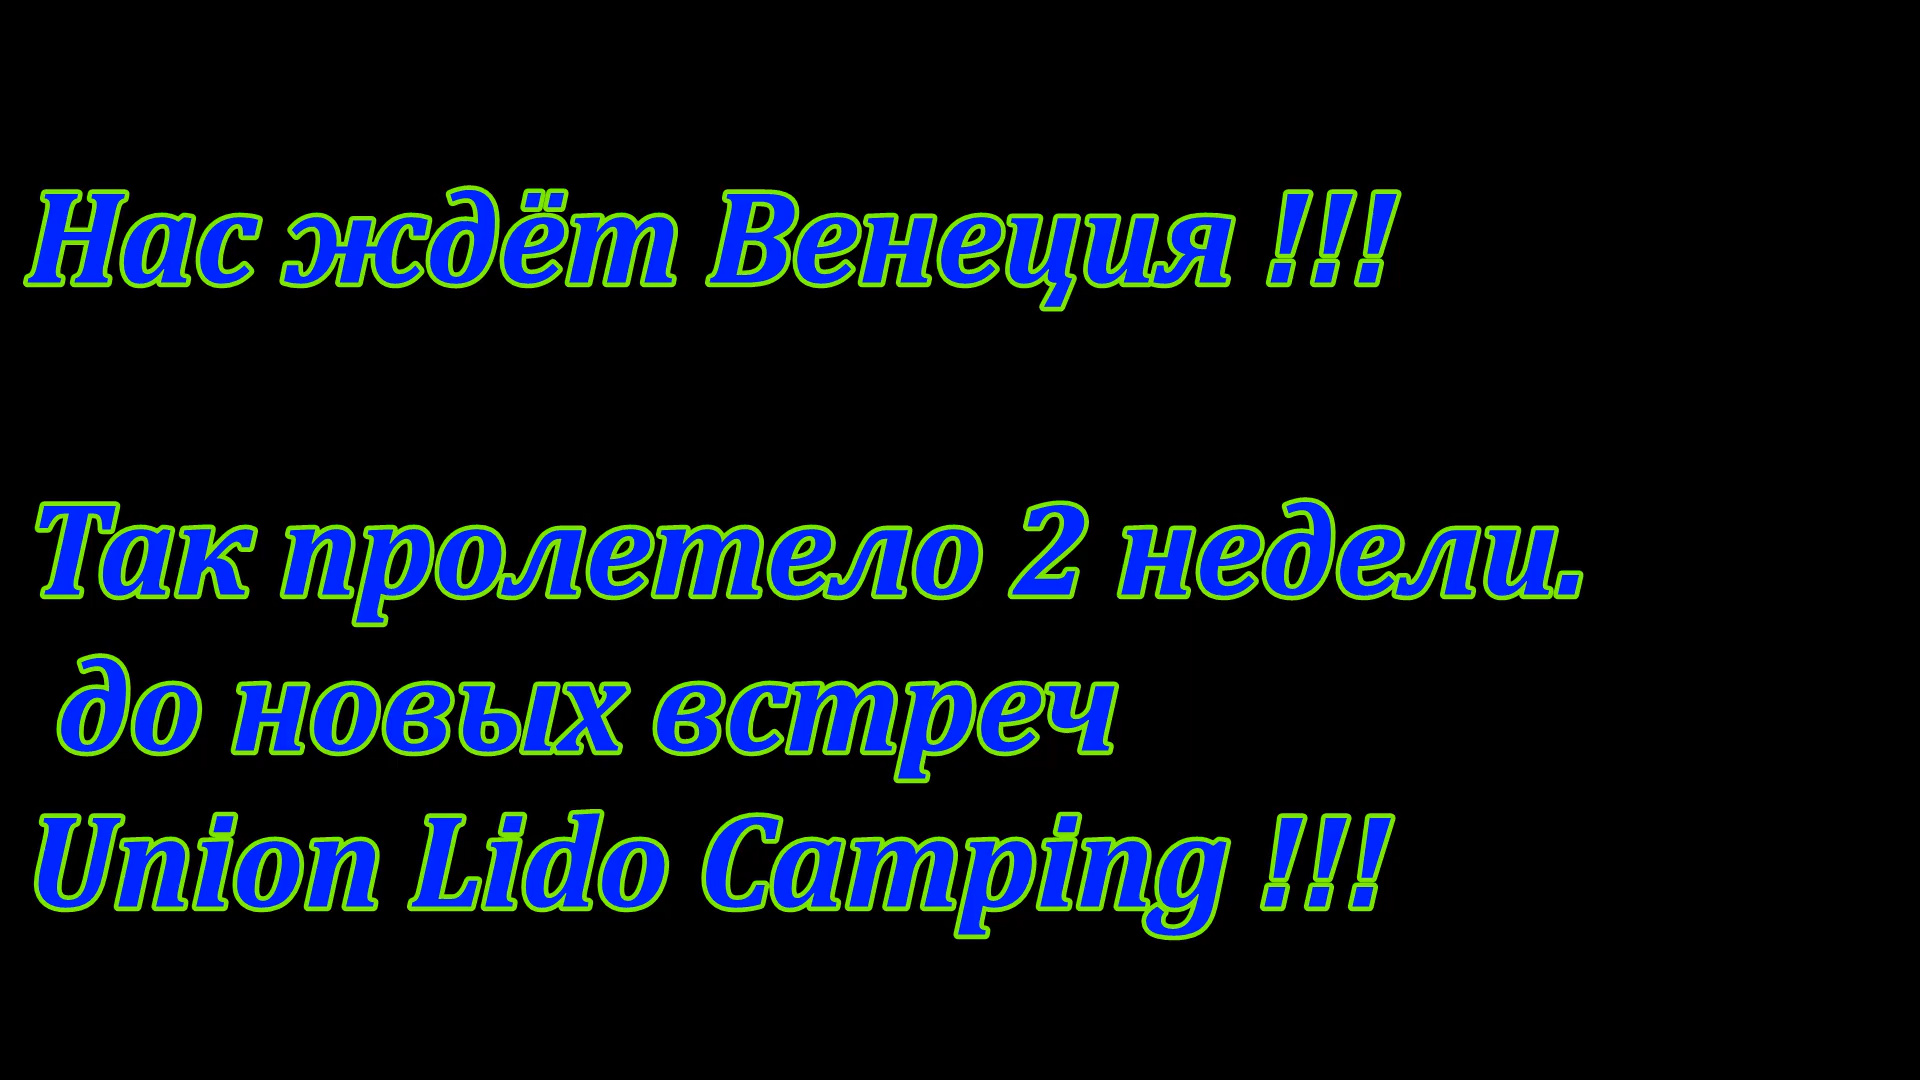 Нас ждёт Венеция !!!
Так пролетело 2 недели.
до новых встреч
Union Lido Camping !!!